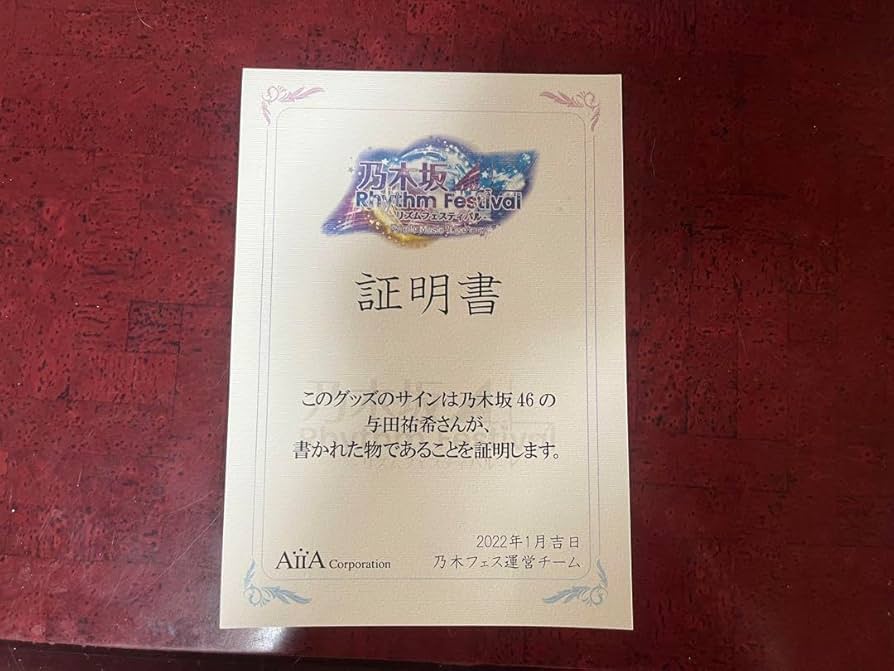 乃木坂
Rhythm Festival
リズムフェスティバル
証明書
このグッズのサインは乃木坂46の
与田祐希さんが、
書かれた物であることを証明します。
2022年1月吉日
AiiA Corporation
乃木フェス運営チーム